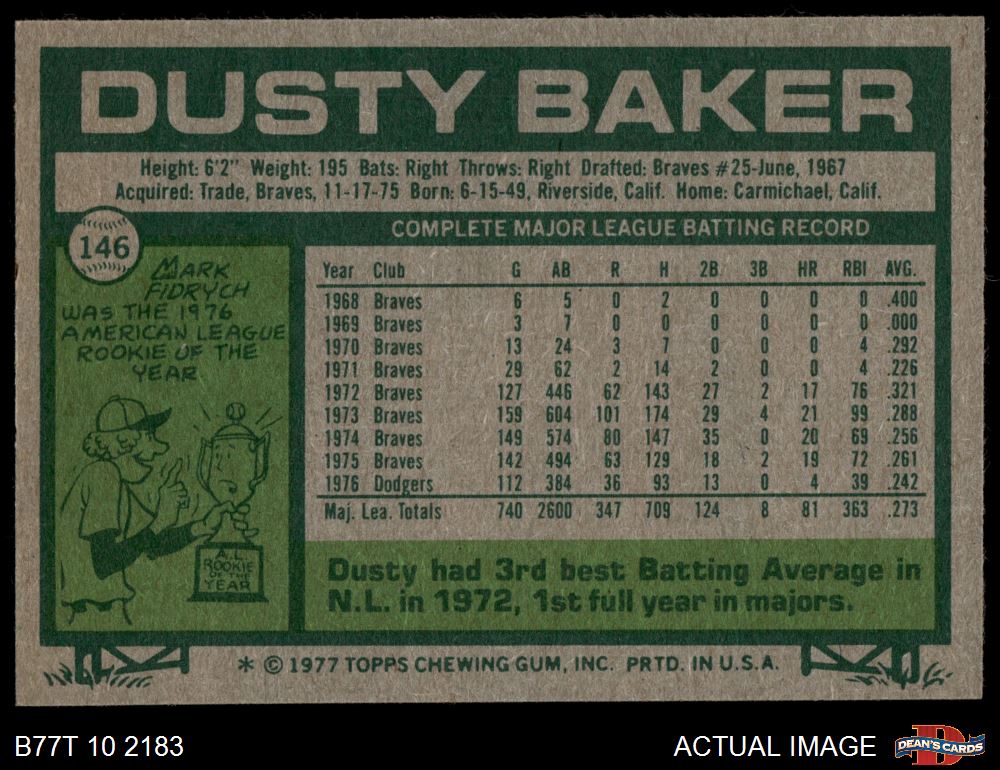 DUSTY BAKER
Height: 6'2" Weight: 195 Bats: Right Throws: Right Drafted: Braves #25-June, 1967
Acquired: Trade, Braves, 11-17-75 Born: 6-15-49, Riverside, Calif. Home: Carmichael, Calif.
146
MARK
FIDRYCH
WAS THE 1976
AMERICAN LEAGUE
ROOKIE OF THE
YEAR
A.L.
ROOKIE
OF THE
YEAR
COMPLETE MAJOR LEAGUE BATTING RECORD
Year Club G AB R H 2B 3B HR RBI AVG.
1968 Braves 6 5 0 2 0 0 0 0 .400
1969 Braves 3 7 0 0 0 0 0 0 .000
1970 Braves 13 24 3 7 0 0 0 4 .292
1971 Braves 29 62 2 14 2 0 0 4 .226
1972 Braves 127 446 62 143 27 2 17 76 .321
1973 Braves 159 604 101 174 29 4 21 99 .288
1974 Braves 149 574 80 147 35 0 20 69 .256
1975 Braves 142 494 63 129 18 2 19 72 .261
1976 Dodgers 112 384 36 93 13 0 4 39 .242
Maj. Lea. Totals 740 2600 347 709 124 8 81 363 .273
Dusty had 3rd best Batting Average in
N.L. in 1972, 1st full year in majors.
* © 1977 TOPPS CHEWING GUM, INC. PRTD. IN U.S.A.
B77T 10 2183
ACTUAL IMAGE
DEAN'S CARDS